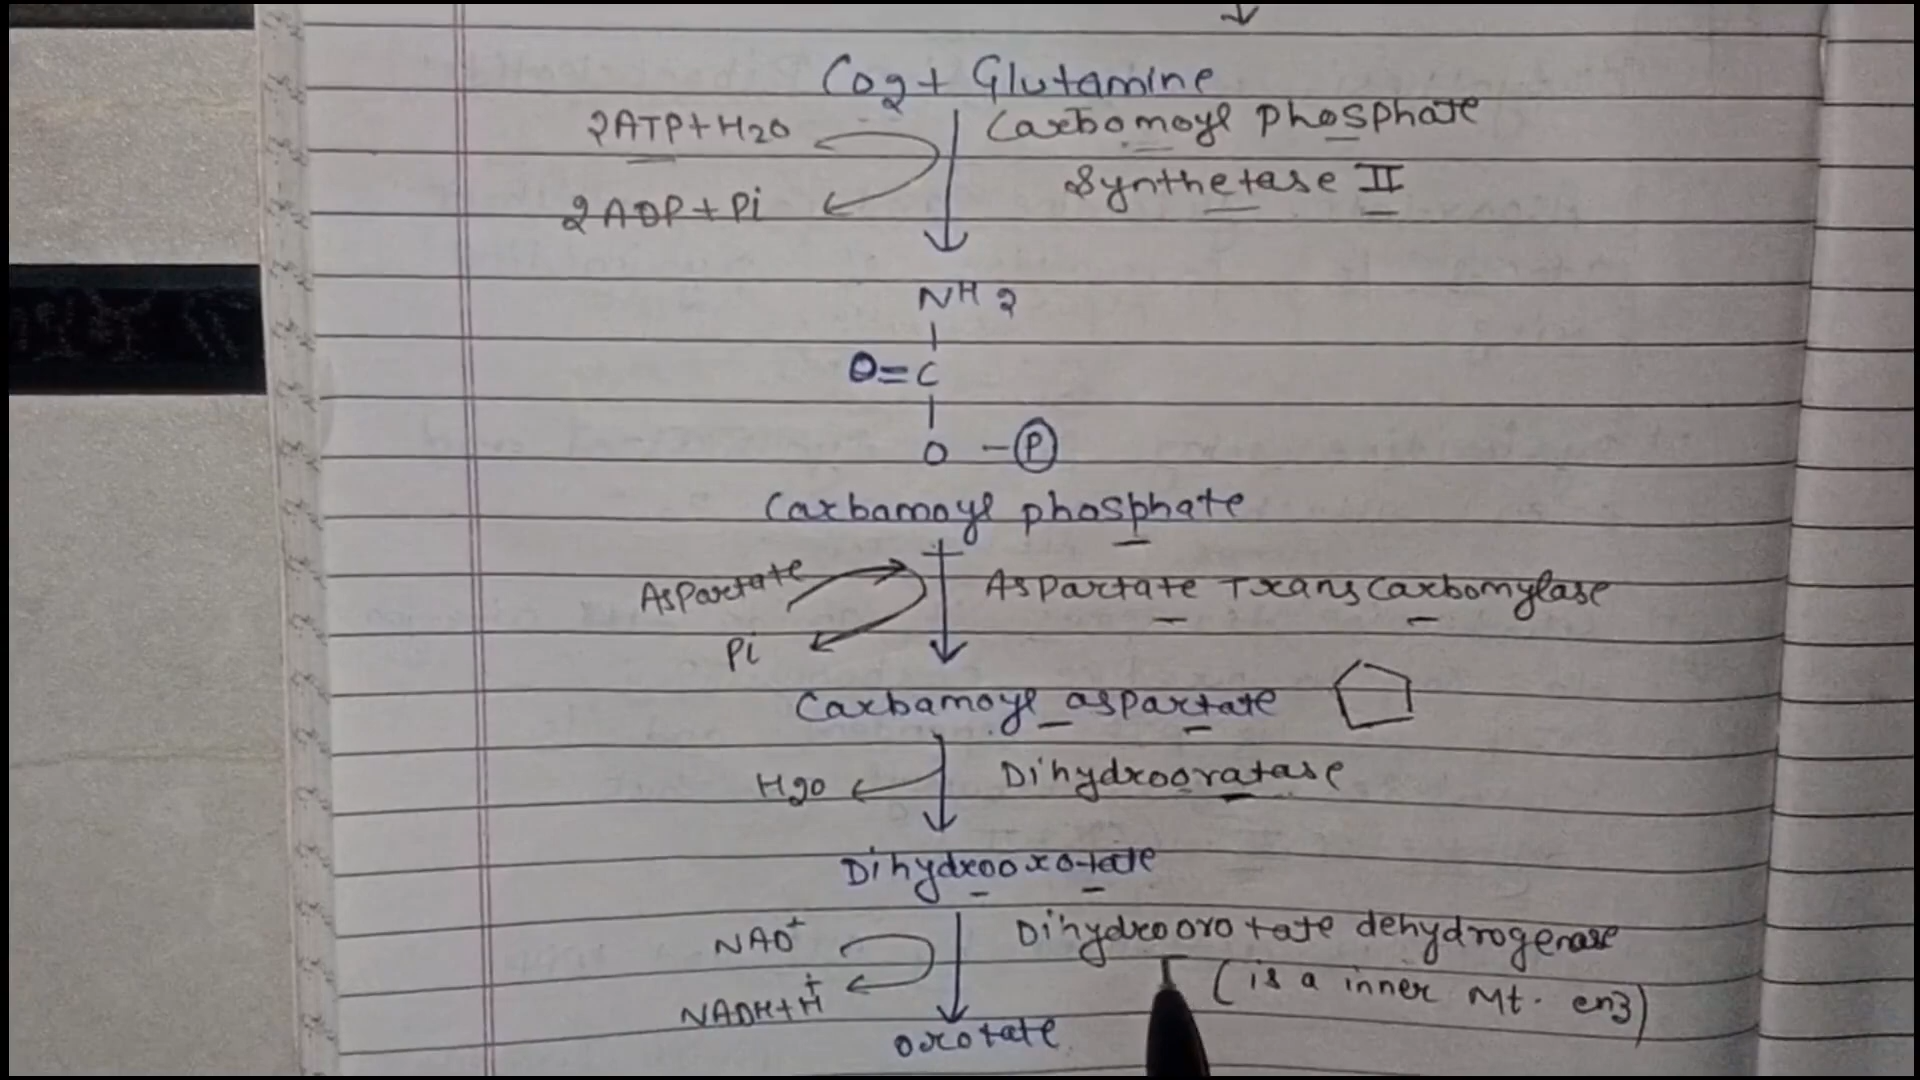 Co2 + Glutamine
2ATP+H2O
Carbomoyl phosphate
Synthetase II
2ADP+Pi
NH2
O=C
O-P
Carbamoyl phosphate
Aspartate
Aspartate Transcarbomylase
Pi
Carbamoyl aspartate
H2O
Dihydrooratase
Dihydroorotate
NAD+
Dihydroorotate dehydrogenase
(is a inner Mt. enz)
NADH+H+
orotate